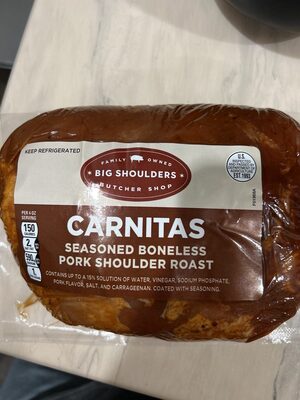 KEEP REFRIGERATED
FAMILY OWNED
BIG SHOULDERS
BUTCHER SHOP
U.S.
INSPECTED
AND PASSED BY
DEPARTMENT OF
AGRICULTURE
EST. 1993
PER 4 OZ
SERVING
150
CALORIES
CARNITAS
SEASONED BONELESS
PORK SHOULDER ROAST
CONTAINS UP TO A 15% SOLUTION OF WATER, VINEGAR, SODIUM PHOSPHATE,
PORK FLAVOR, SALT, AND CARRAGEENAN. COATED WITH SEASONING.